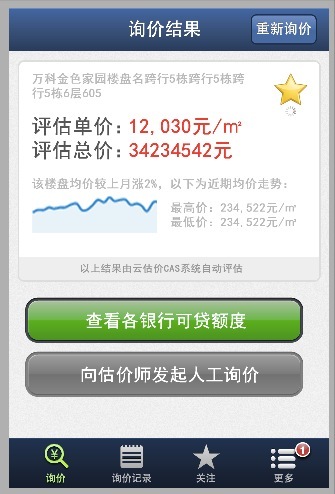 询价结果
重新询价
万科金色家园楼盘名跨行5栋跨行5栋跨
行5栋6层605
评估单价：12,030元/㎡
评估总价：34234542元
该楼盘均价较上月涨2%，以下为近期均价走势：
最高价：234,522元/㎡
最低价：234,522元/㎡
以上结果由云估价CAS系统自动评估
查看各银行可贷额度
向估价师发起人工询价
1
询价
询价记录
关注
更多